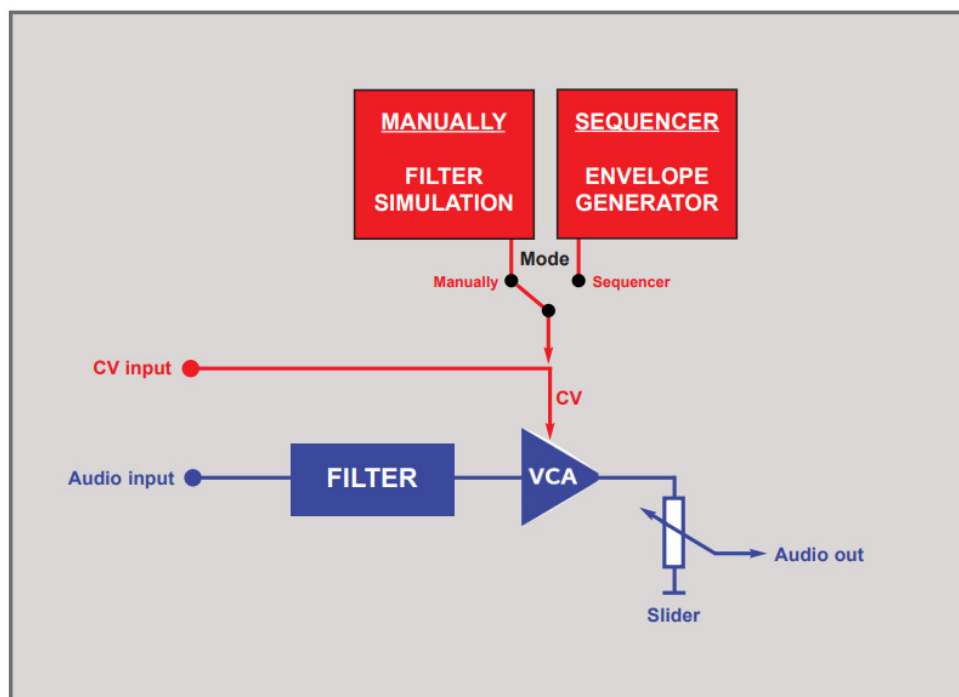 MANUALLY
FILTER
SIMULATION
SEQUENCER
ENVELOPE
GENERATOR
Mode
Manually
Sequencer
CV input
CV
Audio input
FILTER
VCA
Audio out
Slider